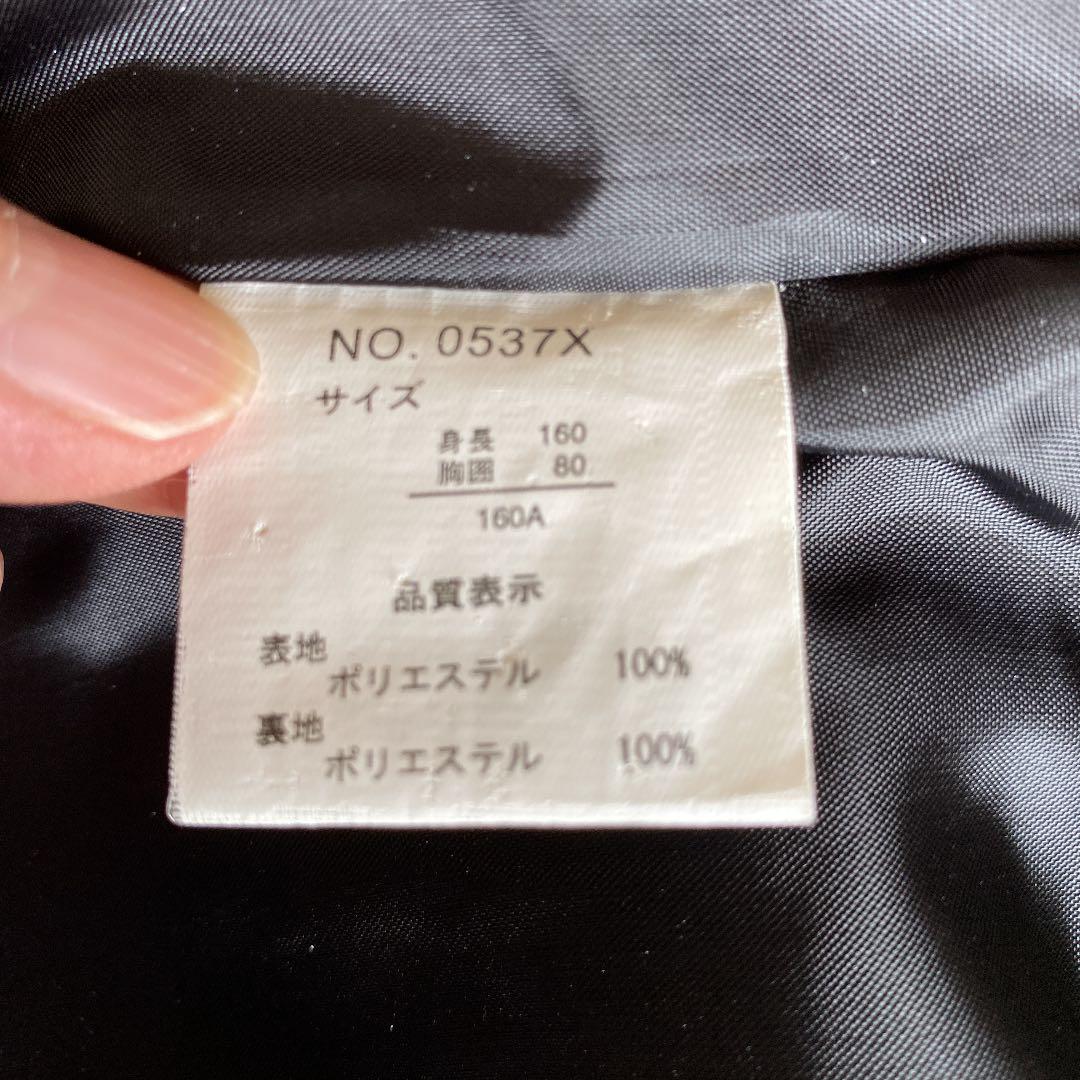 NO. 0537X
サイズ
身長 160
胸囲 80
160A
品質表示
表地
ポリエステル 100%
裏地
ポリエステル 100%